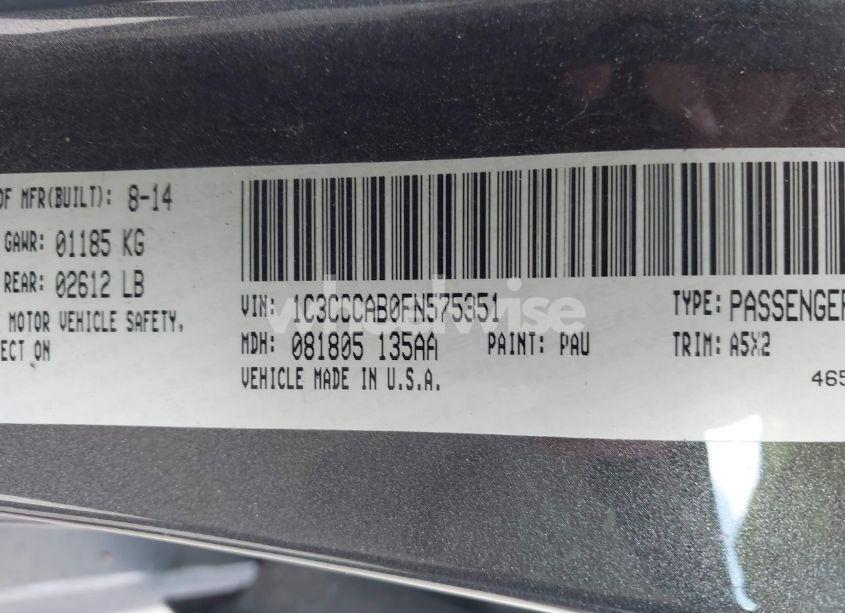 OF MFR(BUILT): 8-14
GAWR: 01185 KG
REAR: 02612 LB
MOTOR VEHICLE SAFETY,
ECT ON
VIN: 1C3CCCAB0FN575351
MDH: 081805 135AA
PAINT: PAU
VEHICLE MADE IN U.S.A.
TYPE: PASSENGER
TRIM: A5X2
465
wheelwise